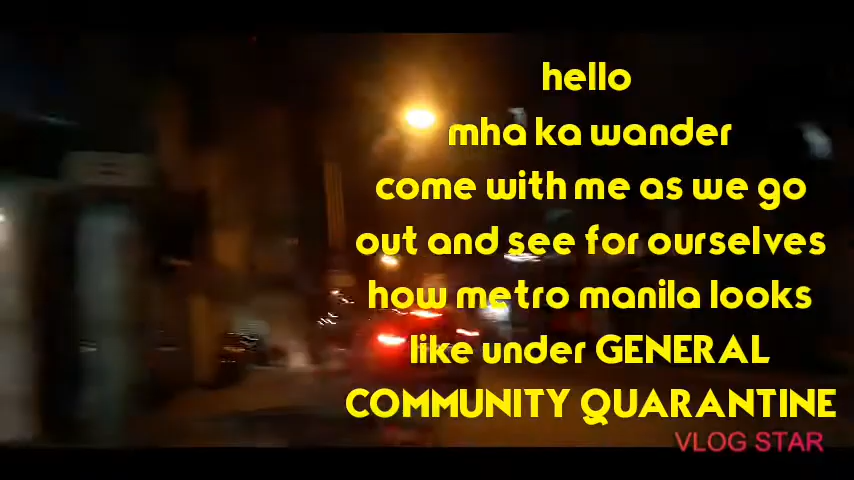 hello
mha ka wander
come with me as we go
out and see for ourselves
how metro manila looks
like under GENERAL
COMMUNITY QUARANTINE
VLOG STAR